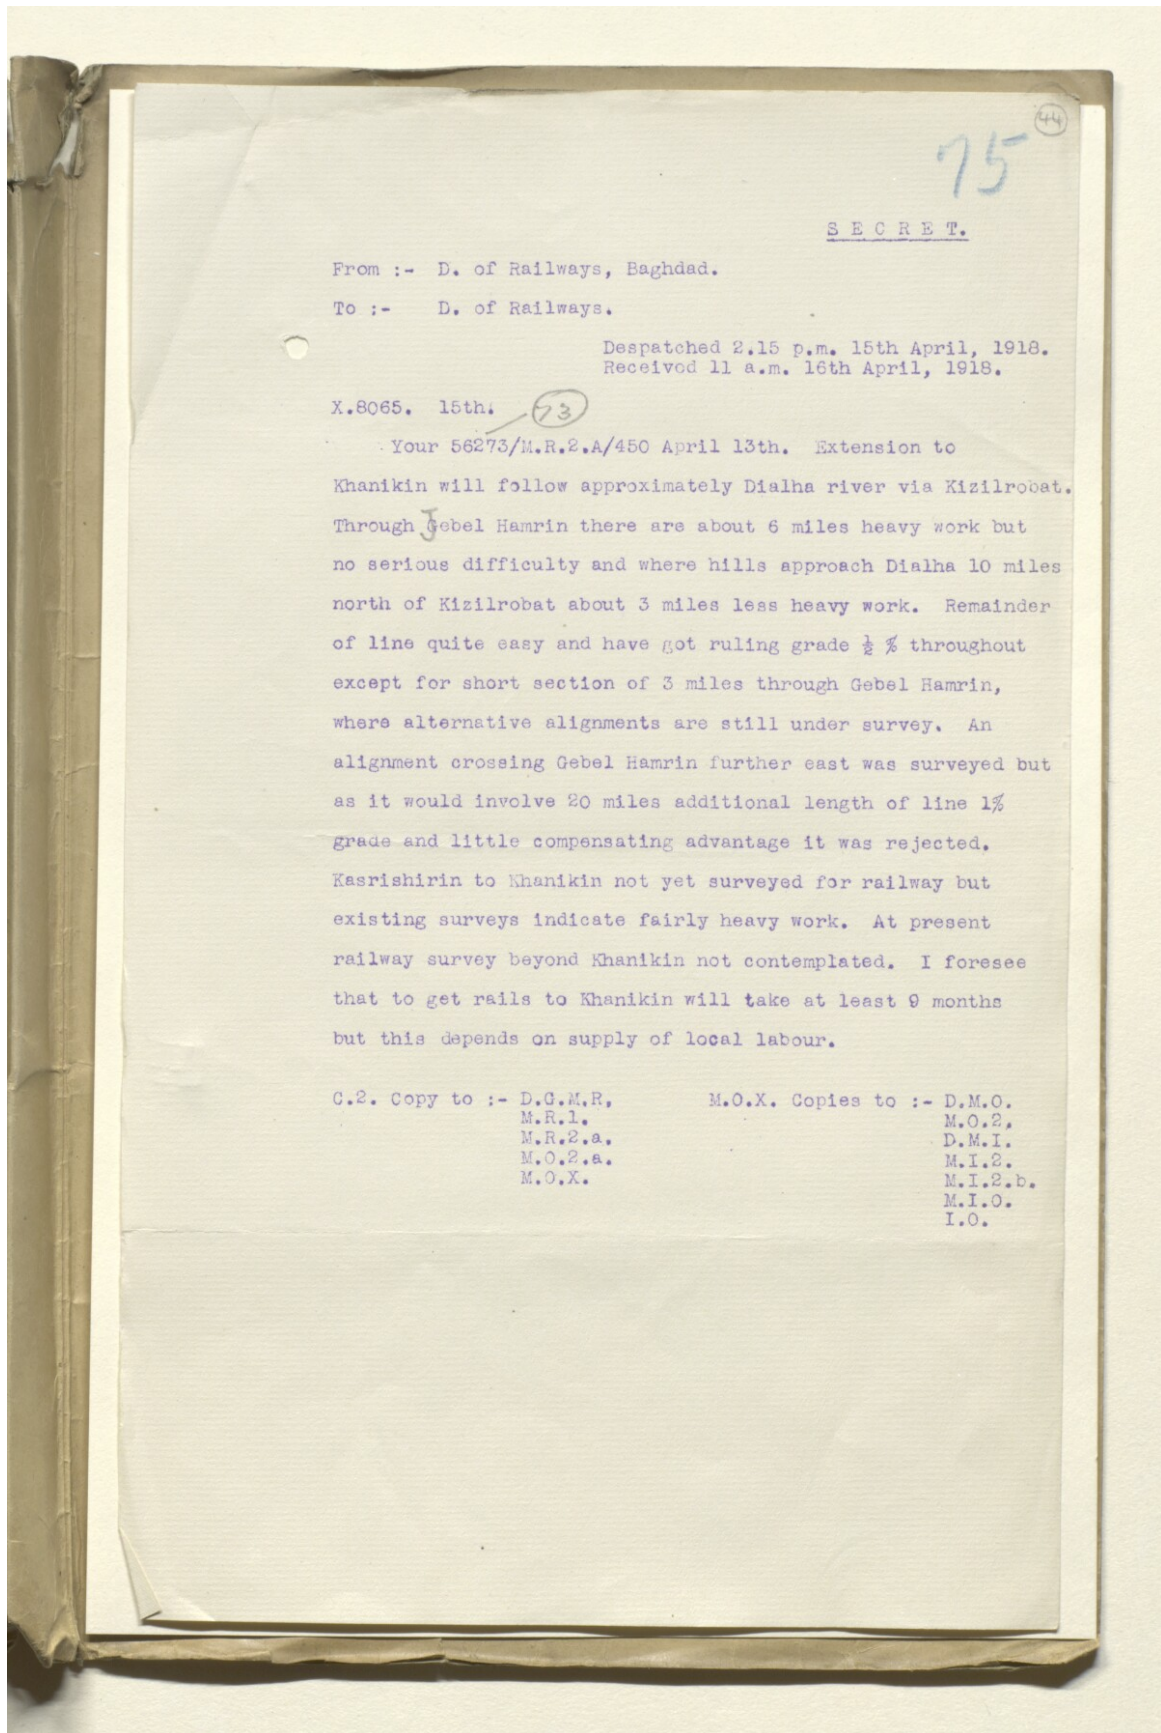 44
75
S E C R E T.
From :- D. of Railways, Baghdad.
To :- D. of Railways.
Despatched 2.15 p.m. 15th April, 1918.
Received 11 a.m. 16th April, 1918.
X.8065. 15th.
73
Your 56273/M.R.2.A/450 April 13th. Extension to
Khanikin will follow approximately Dialha river via Kizilrobat.
Through Jebel Hamrin there are about 6 miles heavy work but
no serious difficulty and where hills approach Dialha 10 miles
north of Kizilrobat about 3 miles less heavy work. Remainder
of line quite easy and have got ruling grade ½ % throughout
except for short section of 3 miles through Gebel Hamrin,
where alternative alignments are still under survey. An
alignment crossing Gebel Hamrin further east was surveyed but
as it would involve 20 miles additional length of line 1%
grade and little compensating advantage it was rejected.
Kasrishirin to Khanikin not yet surveyed for railway but
existing surveys indicate fairly heavy work. At present
railway survey beyond Khanikin not contemplated. I foresee
that to get rails to Khanikin will take at least 9 months
but this depends on supply of local labour.
C.2. Copy to :- D.G.M.R.
M.R.1.
M.R.2.a.
M.O.2.a.
M.O.X.
M.O.X. Copies to :- D.M.O.
M.O.2.
D.M.I.
M.I.2.
M.I.2.b.
M.I.O.
I.O.